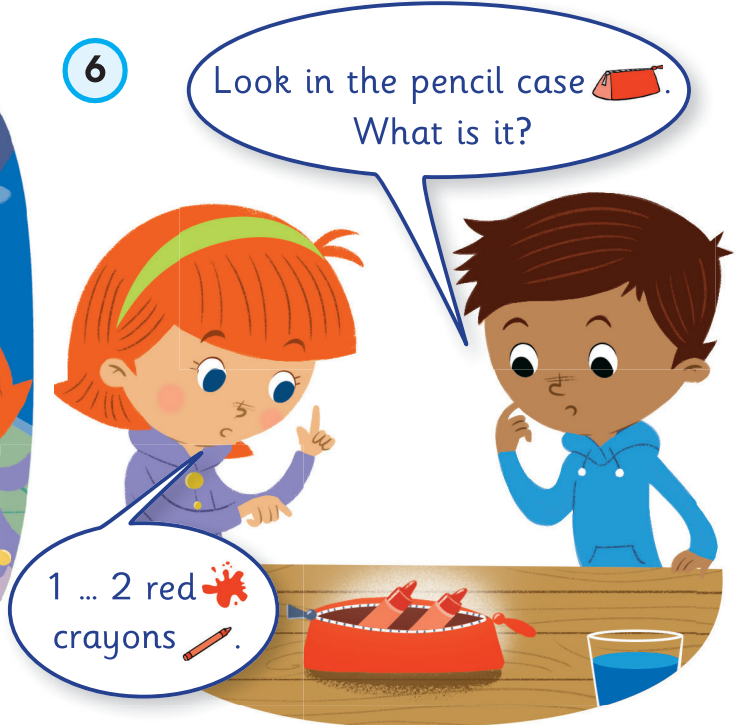 6
Look in the pencil case .
What is it?
1 ... 2 red
crayons .